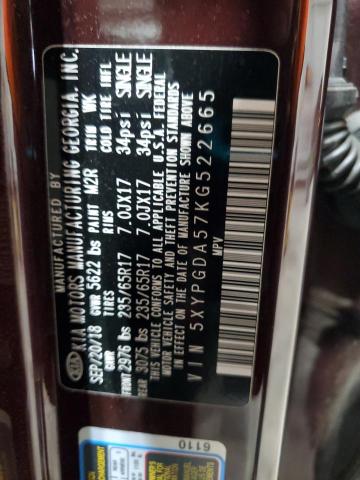 MANUFACTURED BY
KIA KIA MOTORS MANUFACTURING GEORGIA, INC.
SEP/20/18 GVWR 5622 lbs PAINT M2R TRIM WK
GAWR TIRES RIMS COLD TIRE INFL
FRONT 2976 lbs 235/65R17 7.0JX17 34psi SINGLE
REAR 3075 lbs 235/65R17 7.0JX17 34psi SINGLE
THIS VEHICLE CONFORMS TO ALL APPLICABLE U.S.A. FEDERAL
MOTOR VEHICLE SAFETY AND THEFT PREVENTION STANDARDS
IN EFFECT ON THE DATE OF MANUFACTURE SHOWN ABOVE
VIN 5XYPGDA57KG522665
MPV
6110